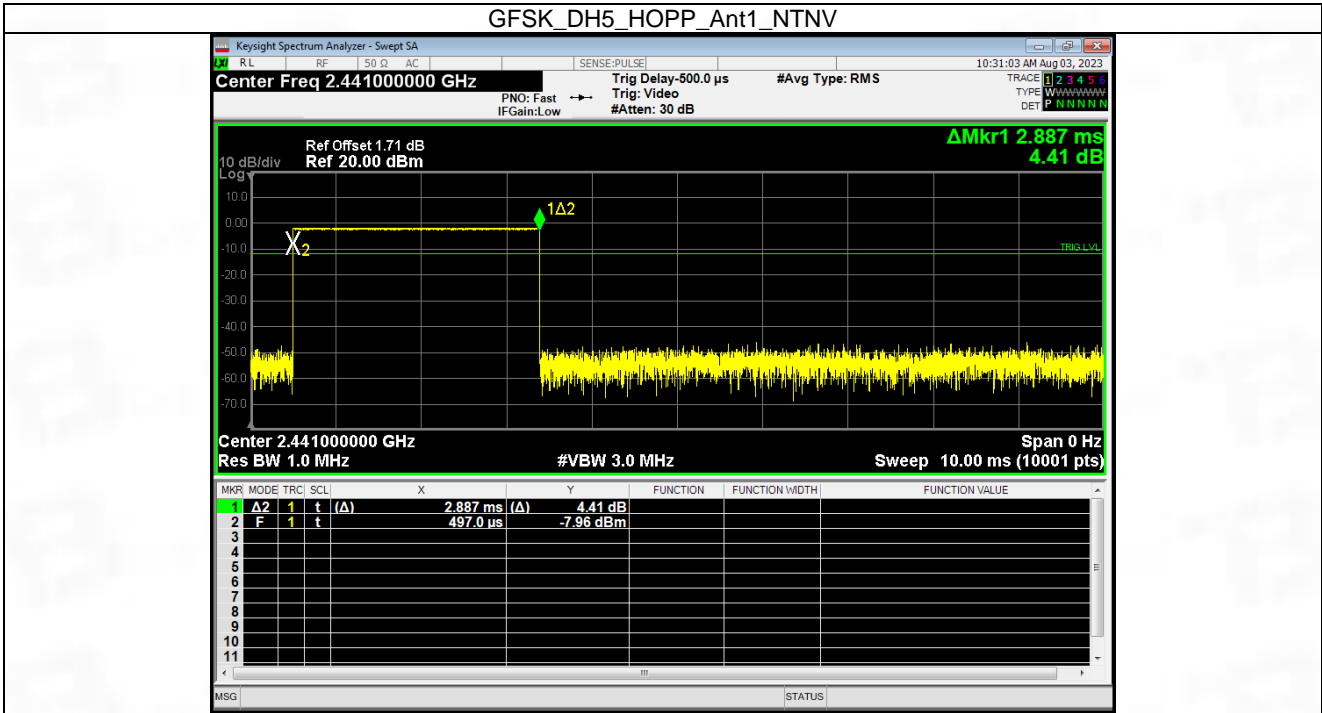 GFSK_DH5_HOPP_Ant1_NTNV
Keysight Spectrum Analyzer - Swept SA
LXI RL RF 50 Ω AC SENSE:PULSE 10:31:03 AM Aug 03, 2023
Center Freq 2.441000000 GHz Trig Delay-500.0 µs #Avg Type: RMS TRACE 1 2 3 4 5 6
PNO: Fast Trig: Video TYPE WWWWWWW
IFGain:Low #Atten: 30 dB DET P N N N N N
ΔMkr1 2.887 ms
Ref Offset 1.71 dB
10 dB/div Ref 20.00 dBm 4.41 dB
Log
10.0
1Δ2
0.00
2
-10.0
TRIG LVL
-20.0
-30.0
-40.0
-50.0
-60.0
-70.0
Center 2.441000000 GHz Span 0 Hz
Res BW 1.0 MHz #VBW 3.0 MHz Sweep 10.00 ms (10001 pts)
MKR MODE TRC SCL X Y FUNCTION FUNCTION WIDTH FUNCTION VALUE
1 Δ2 1 t (Δ) 2.887 ms (Δ) 4.41 dB
2 F 1 t 497.0 µs -7.96 dBm
3
4
5
6
7
8
9
10
11
MSG STATUS